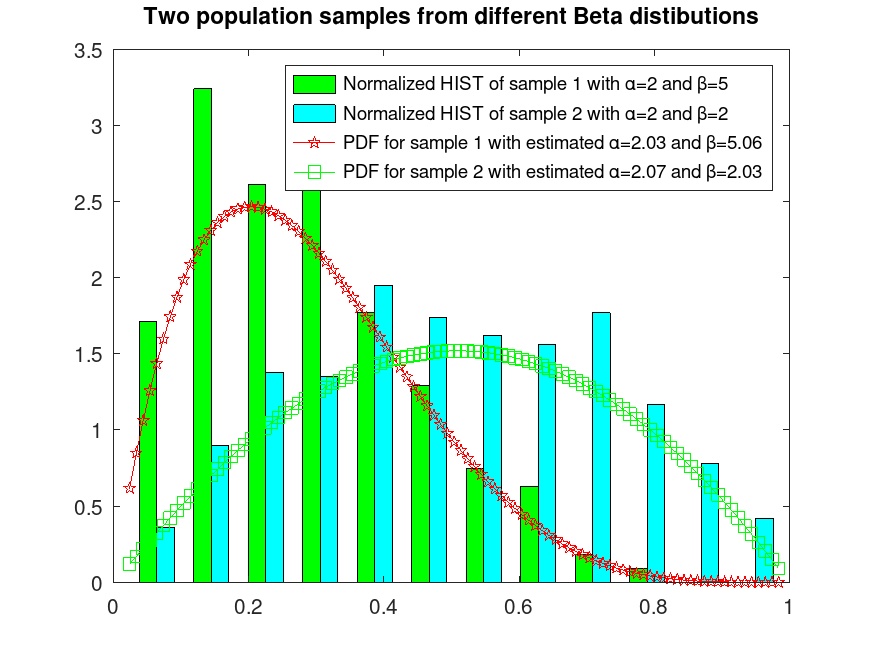 Two population samples from different Beta distibutions
3.5
3
2.5
2
1.5
1
0.5
0
Normalized HIST of sample 1 with α=2 and β=5
Normalized HIST of sample 2 with α=2 and β=2
PDF for sample 1 with estimated α=2.03 and β=5.06
PDF for sample 2 with estimated α=2.07 and β=2.03
0 0.2 0.4 0.6 0.8 1